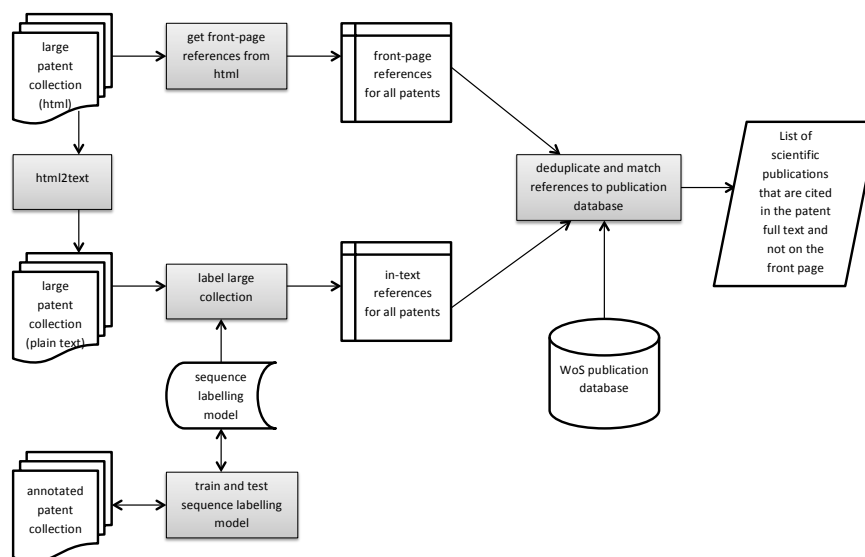 large
patent
collection
(html)
get front-page
references from
html
front-page
references
for all patents
html2text
deduplicate and match
references to publication
database
List of
scientific
publications
that are cited
in the patent
full text and
not on the
front page
large
patent
collection
(plain text)
label large
collection
in-text
references
for all patents
sequence
labelling
model
WoS publication
database
annotated
patent
collection
train and test
sequence labelling
model